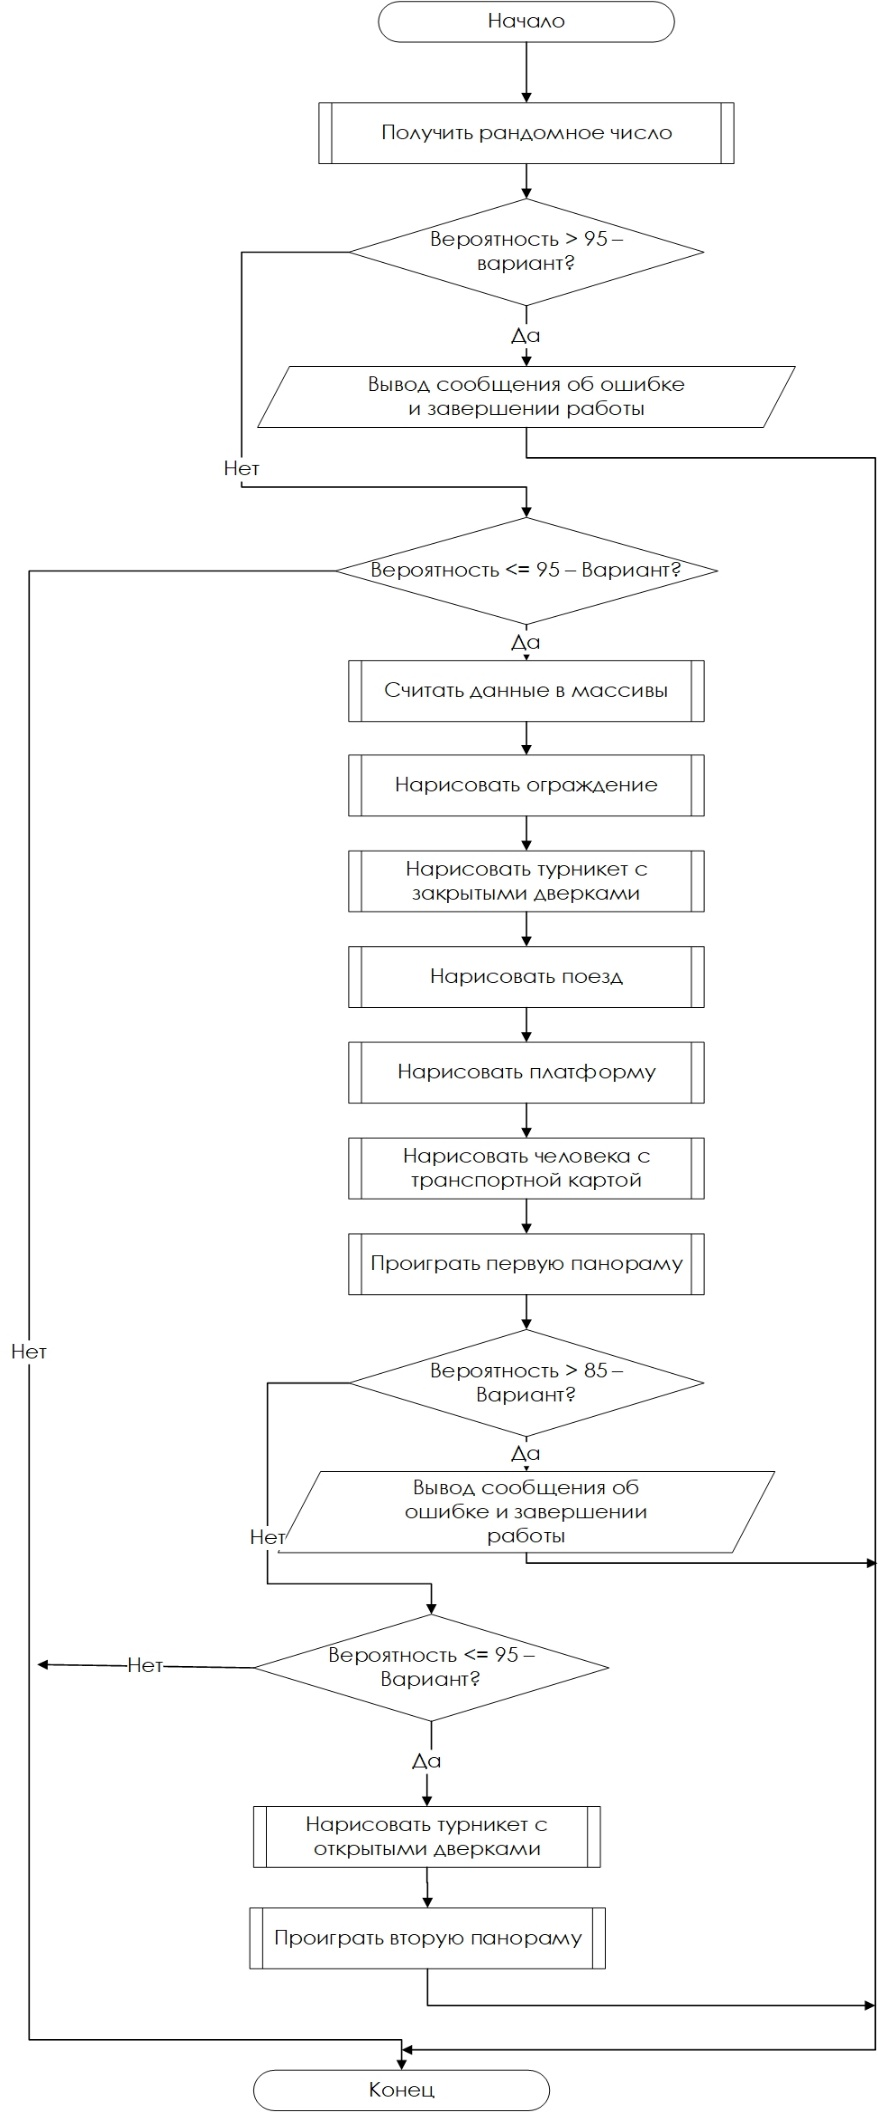 Начало
Получить рандомное число
Вероятность > 95 –
вариант?
Да
Вывод сообщения об ошибке
и завершении работы
Нет
Вероятность <= 95 – Вариант?
Да
Считать данные в массивы
Нарисовать ограждение
Нарисовать турникет с
закрытыми дверками
Нарисовать поезд
Нарисовать платформу
Нарисовать человека с
транспортной картой
Проиграть первую панораму
Нет
Вероятность > 85 –
Вариант?
Да
Вывод сообщения об
ошибке и завершении
работы
Нет
Вероятность <= 95 –
Вариант?
Нет
Да
Нарисовать турникет с
открытыми дверками
Проиграть вторую панораму
Конец